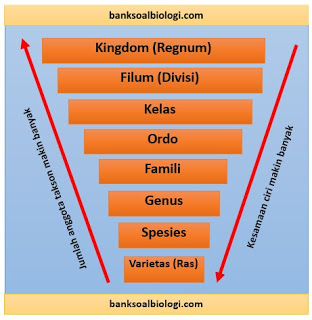 banksoalbiologi.com
Kingdom (Regnum)
Filum (Divisi)
Kelas
Ordo
Famili
Genus
Spesies
Varietas (Ras)
Jumlah anggota takson makin banyak
Kesamaan ciri makin banyak
banksoalbiologi.com